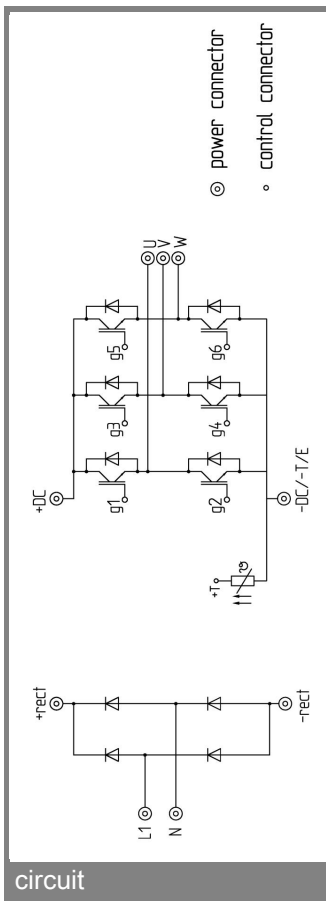 +rect
L1
N
-rect
+DC
g1
g3
g5
U
V
W
g2
g4
g6
+T
ϑ
-DC/-T/E
power connector
control connector
circuit